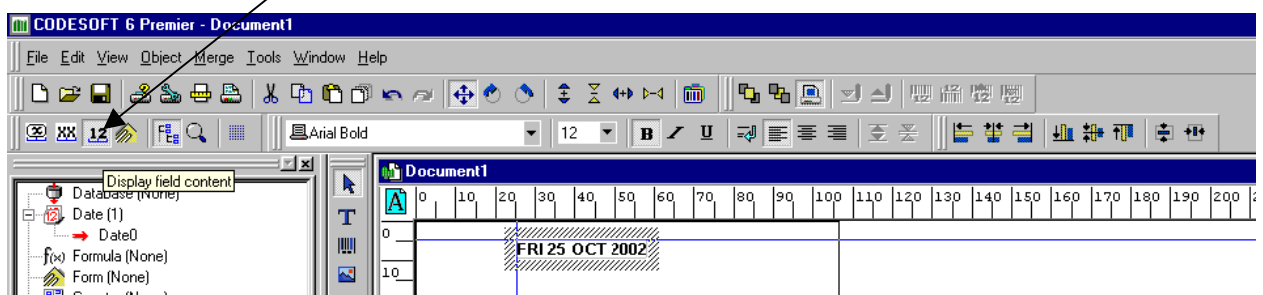 CODESOFT 6 Premier - Document1
File Edit View Object Merge Tools Window Help
XX 12 Arial Bold 12 B I U
Display field content
Document1
Database (None)
Date (1)
Date0
f(x) Formula (None)
Form (None)
A 0 10 20 30 40 50 60 70 80 90 100 110 120 130 140 150 160 170 180 190 200
T
0
FRI 25 OCT 2002
10